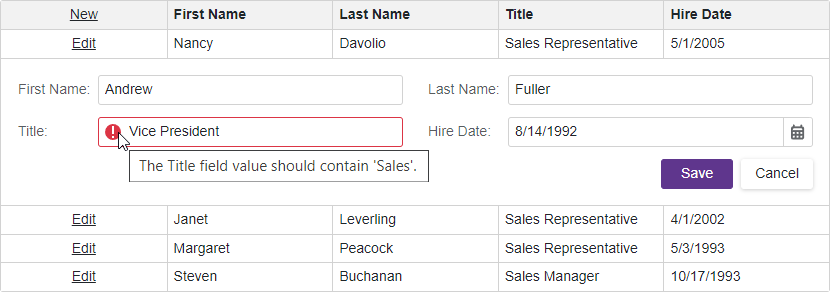 New First Name Last Name Title Hire Date
Edit Nancy Davolio Sales Representative 5/1/2005
First Name: Andrew Last Name: Fuller
Title: Vice President Hire Date: 8/14/1992
The Title field value should contain 'Sales'.
Save Cancel
Edit Janet Leverling Sales Representative 4/1/2002
Edit Margaret Peacock Sales Representative 5/3/1993
Edit Steven Buchanan Sales Manager 10/17/1993